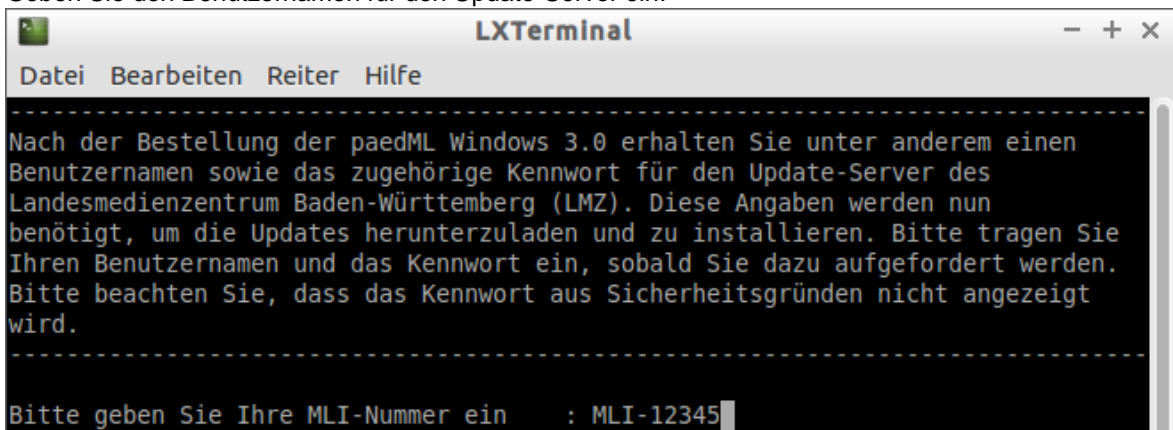 Geben Sie den Benutzernamen für den Update-Server ein.
LXTerminal
Datei Bearbeiten Reiter Hilfe
Nach der Bestellung der paedML Windows 3.0 erhalten Sie unter anderem einen
Benutzernamen sowie das zugehörige Kennwort für den Update-Server des
Landesmedienzentrum Baden-Württemberg (LMZ). Diese Angaben werden nun
benötigt, um die Updates herunterzuladen und zu installieren. Bitte tragen Sie
Ihren Benutzernamen und das Kennwort ein, sobald Sie dazu aufgefordert werden.
Bitte beachten Sie, dass das Kennwort aus Sicherheitsgründen nicht angezeigt
wird.
Bitte geben Sie Ihre MLI-Nummer ein    : MLI-12345